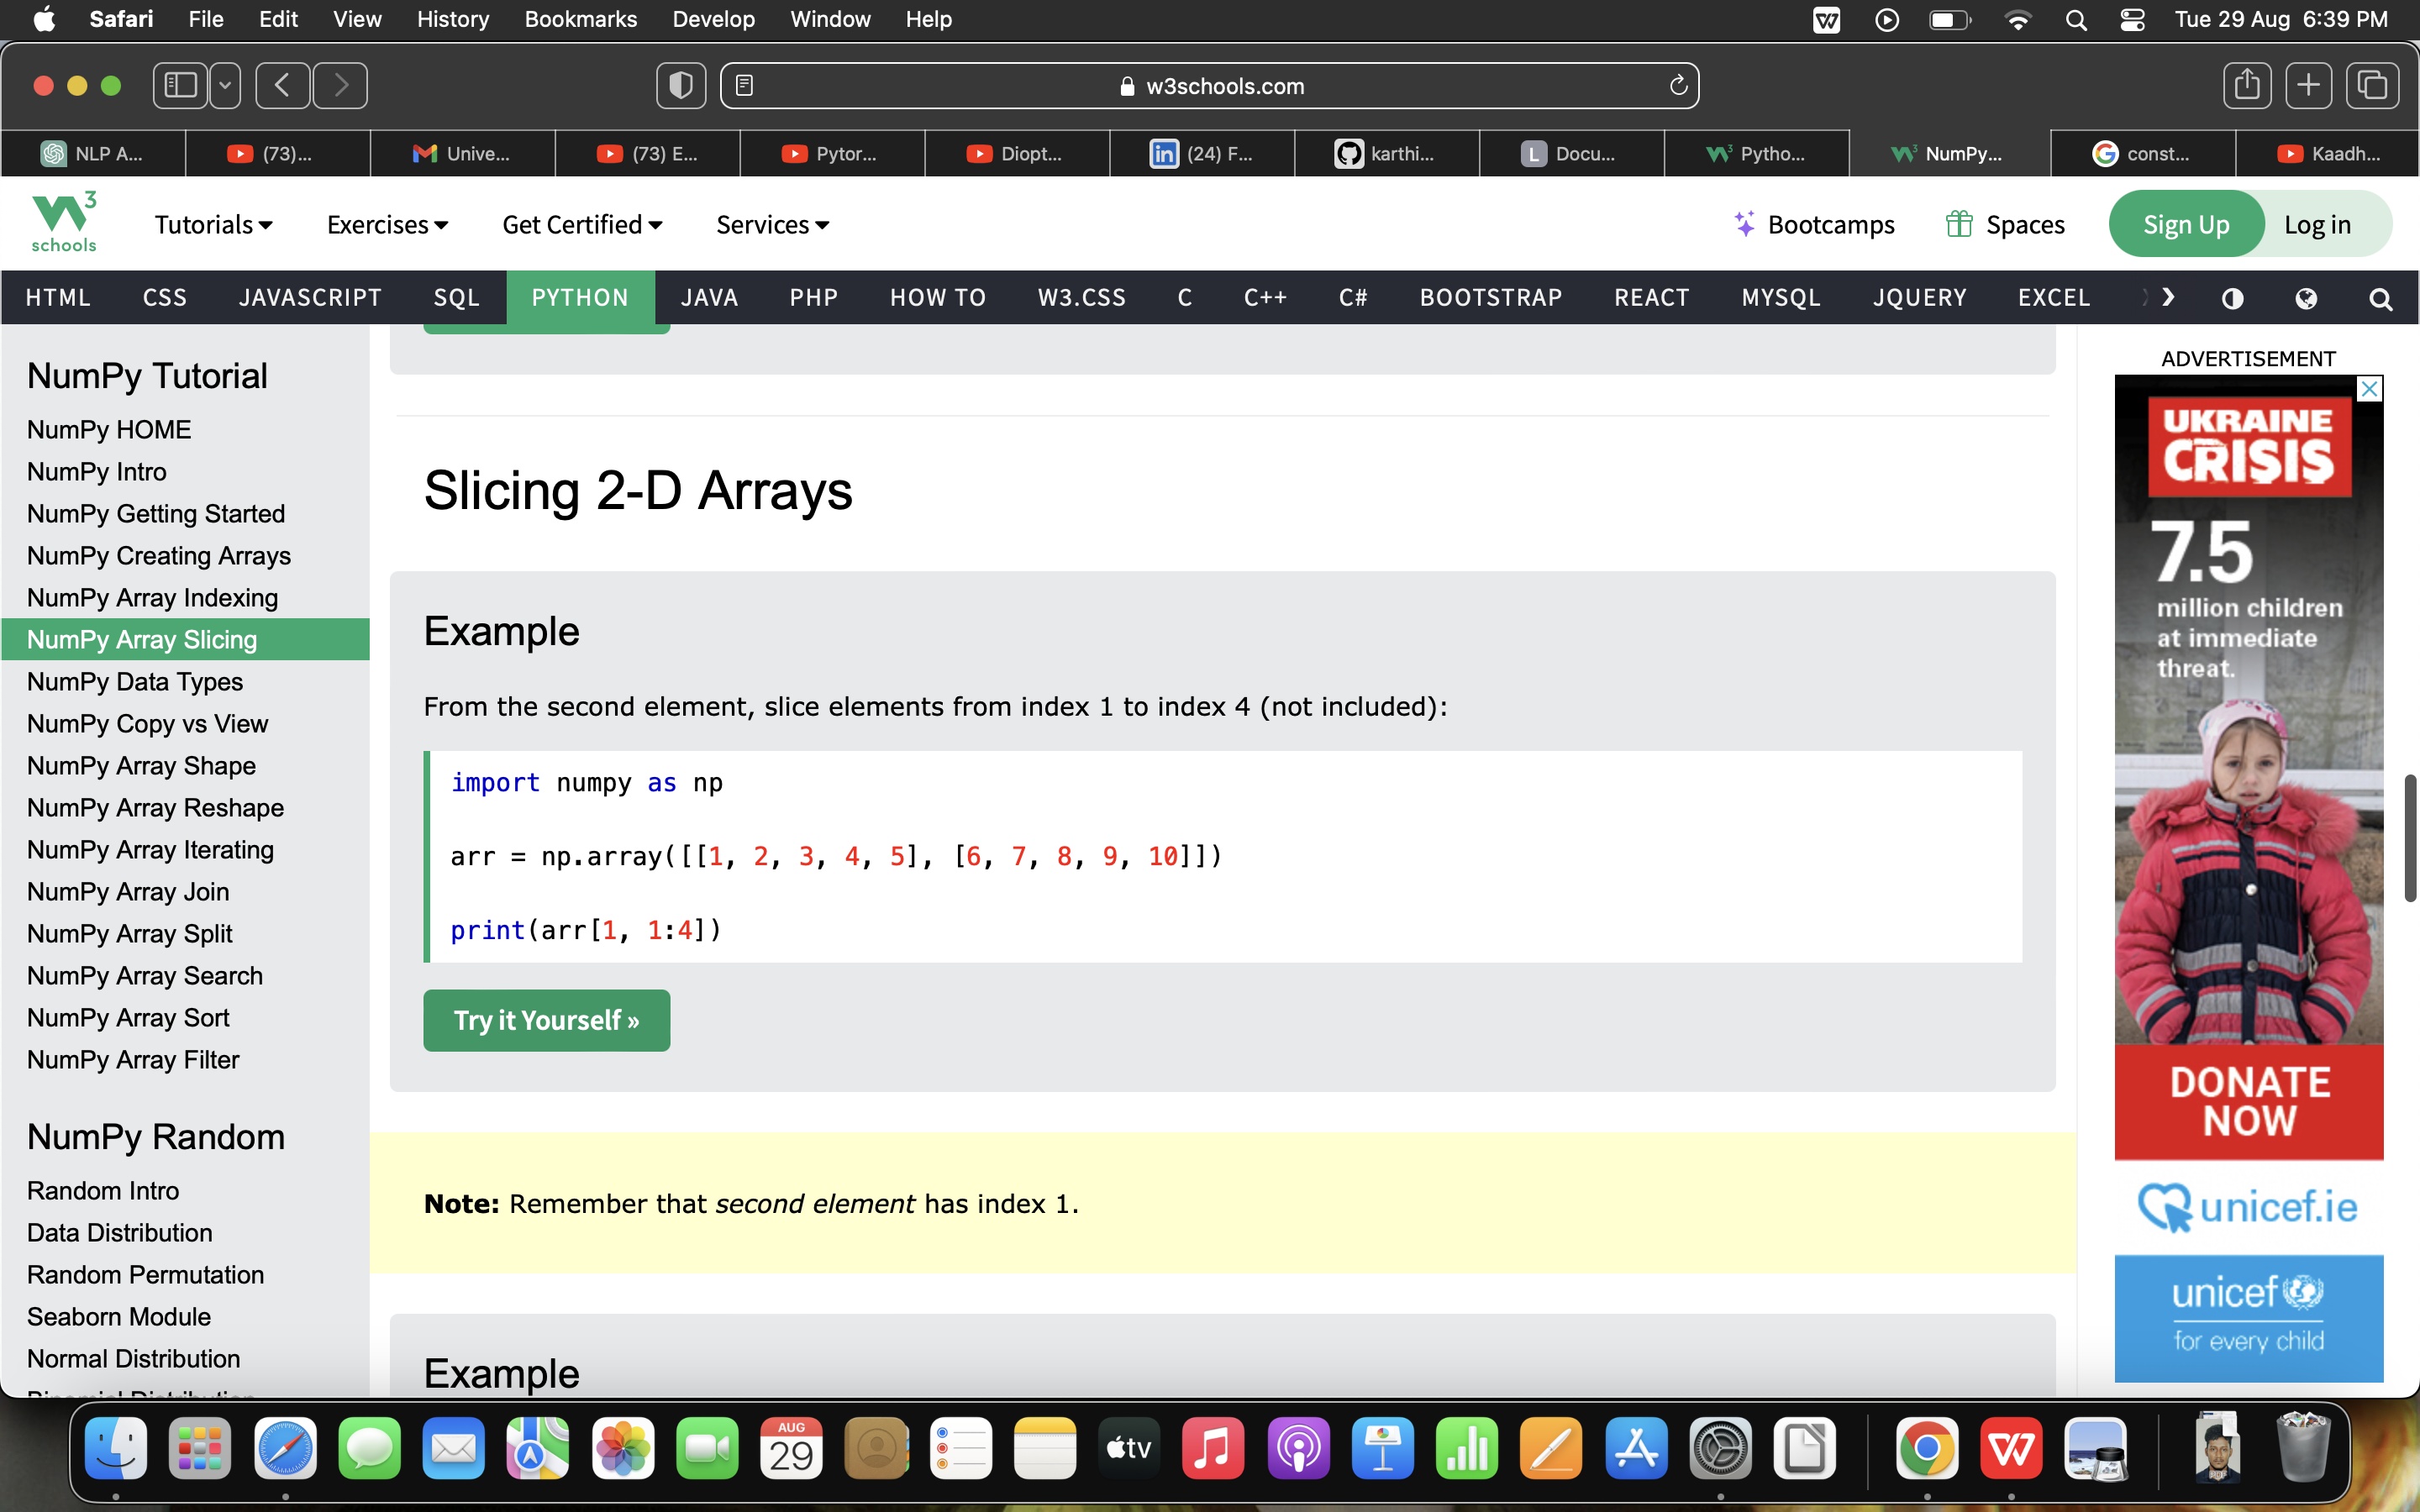 Safari File Edit View History Bookmarks Develop Window Help Tue 29 Aug 6:39 PM
w3schools.com
NLP A... (73)... Unive... (73) E... Pytor... Diopt... (24) F... karthi... Docu... Pytho... NumPy... const... Kaadh...
W3 schools Tutorials Exercises Get Certified Services Bootcamps Spaces Sign Up Log in
HTML CSS JAVASCRIPT SQL PYTHON JAVA PHP HOW TO W3.CSS C C++ C# BOOTSTRAP REACT MYSQL JQUERY EXCEL
NumPy Tutorial
NumPy HOME
NumPy Intro
NumPy Getting Started
NumPy Creating Arrays
NumPy Array Indexing
NumPy Array Slicing
NumPy Data Types
NumPy Copy vs View
NumPy Array Shape
NumPy Array Reshape
NumPy Array Iterating
NumPy Array Join
NumPy Array Split
NumPy Array Search
NumPy Array Sort
NumPy Array Filter
NumPy Random
Random Intro
Data Distribution
Random Permutation
Seaborn Module
Normal Distribution
Binomial Distribution
Slicing 2-D Arrays
Example
From the second element, slice elements from index 1 to index 4 (not included):
import numpy as np
arr = np.array([[1, 2, 3, 4, 5], [6, 7, 8, 9, 10]])
print(arr[1, 1:4])
Try it Yourself »
Note: Remember that second element has index 1.
Example
ADVERTISEMENT
UKRAINE
CRISIS
7.5
million children
at immediate
threat.
DONATE
NOW
unicef.ie
unicef
for every child
AUG
29
tv